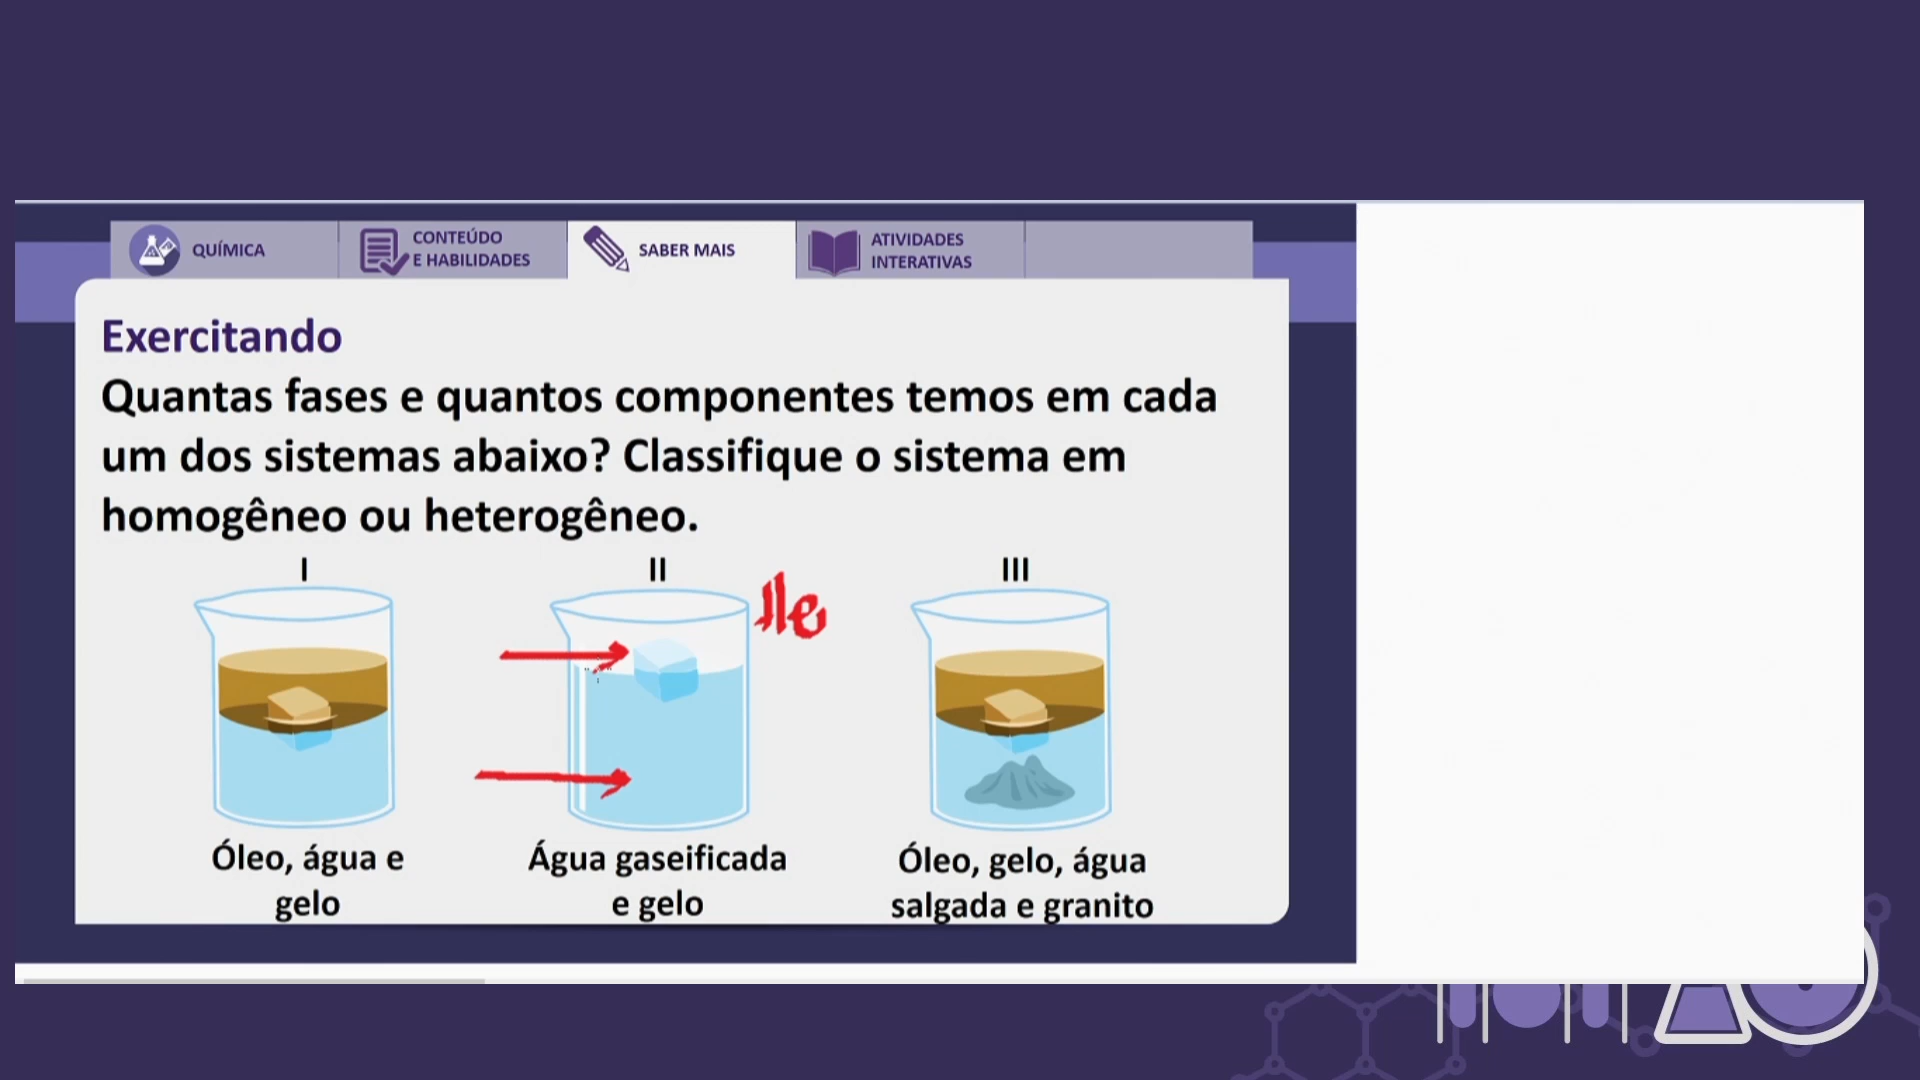 QUÍMICA
CONTEÚDO
E HABILIDADES
SABER MAIS
ATIVIDADES
INTERATIVAS
Exercitando
Quantas fases e quantos componentes temos em cada
um dos sistemas abaixo? Classifique o sistema em
homogêneo ou heterogêneo.
I
II
III
Óleo, água e
gelo
Água gaseificada
e gelo
Óleo, gelo, água
salgada e granito